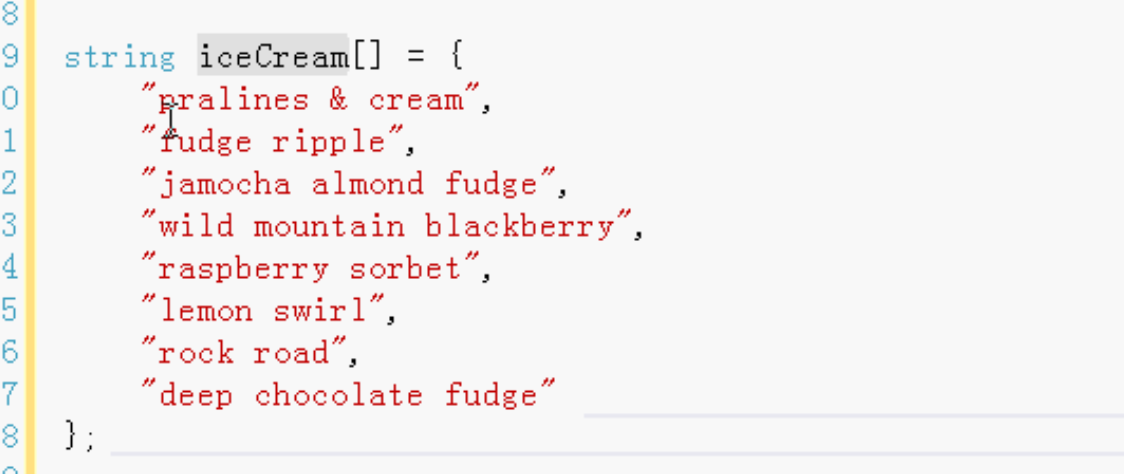 8
9 string iceCream[] = {
0 "pralines & cream",
1 "fudge ripple",
2 "jamocha almond fudge",
3 "wild mountain blackberry",
4 "raspberry sorbet",
5 "lemon swirl",
6 "rock road",
7 "deep chocolate fudge"
8 };